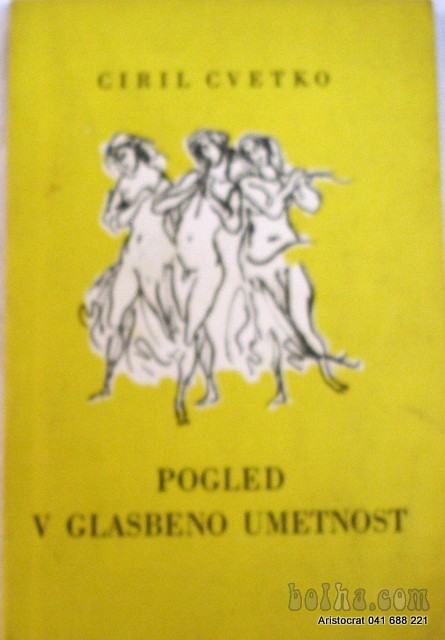 CIRIL CVETKO
POGLED
V GLASBENO UMETNOST
bolha.com
Aristocrat 041 688 221